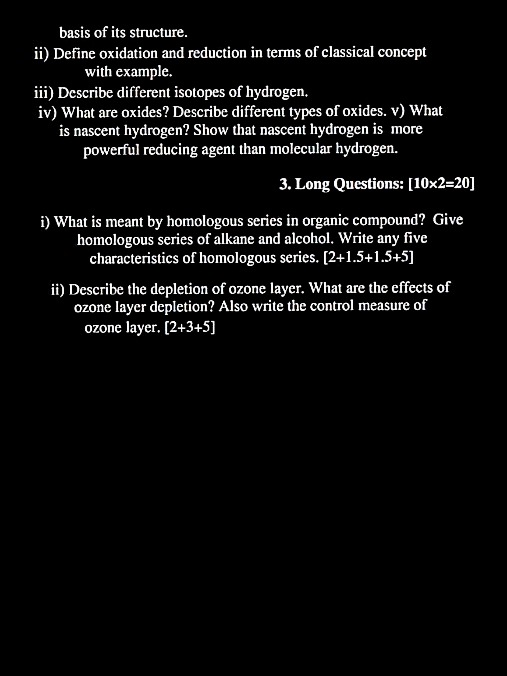 basis of its structure.
ii) Define oxidation and reduction in terms of classical concept
with example.
iii) Describe different isotopes of hydrogen.
iv) What are oxides? Describe different types of oxides. v) What
is nascent hydrogen? Show that nascent hydrogen is more
powerful reducing agent than molecular hydrogen.
3. Long Questions: [10×2=20]
i) What is meant by homologous series in organic compound? Give
homologous series of alkane and alcohol. Write any five
characteristics of homologous series. [2+1.5+1.5+5]
ii) Describe the depletion of ozone layer. What are the effects of
ozone layer depletion? Also write the control measure of
ozone layer. [2+3+5]